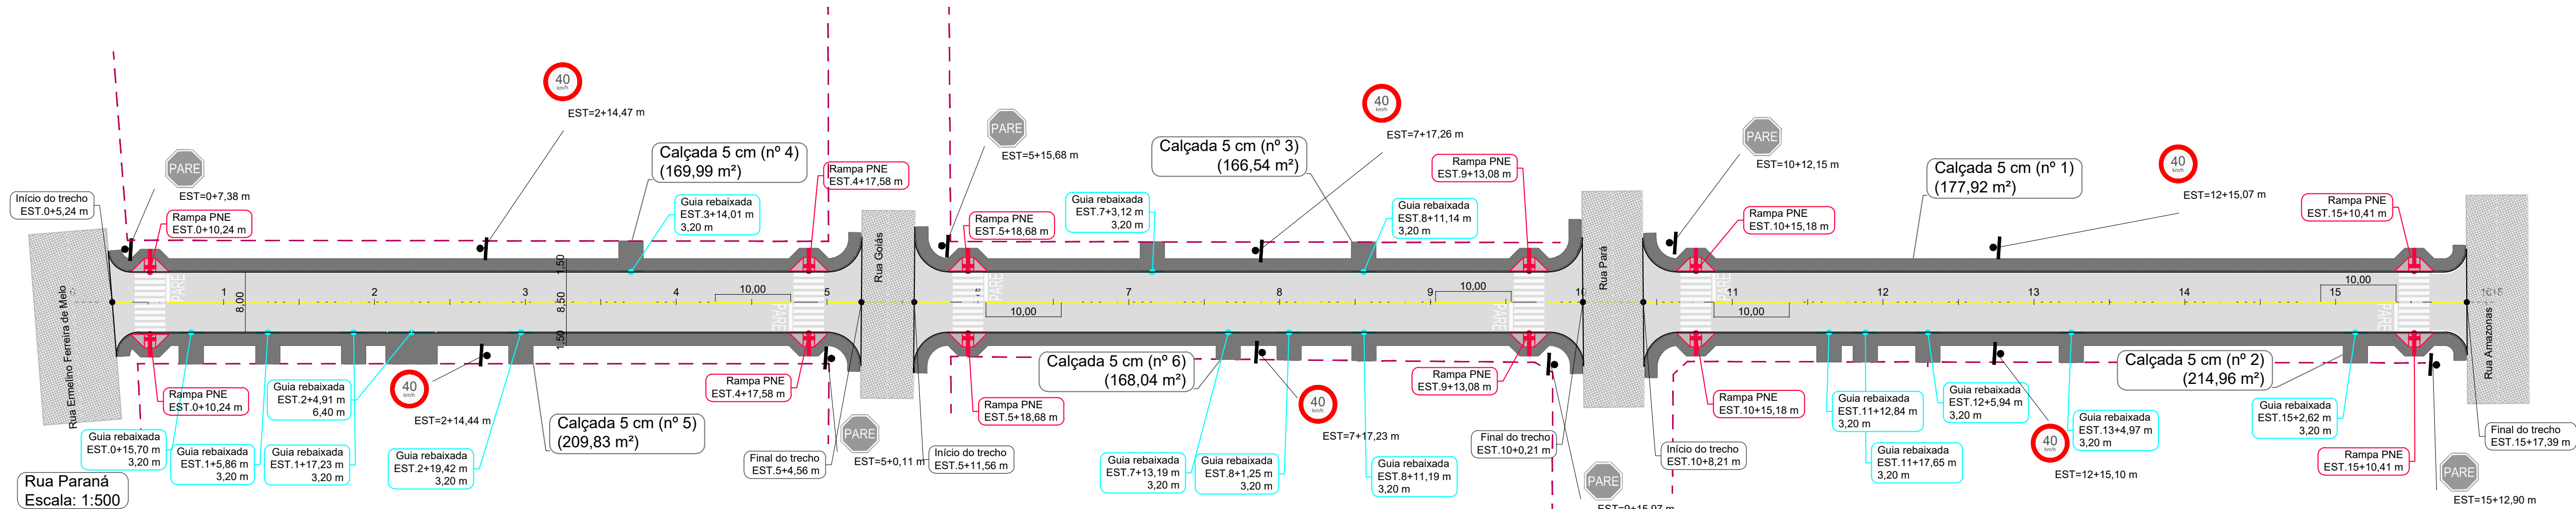 40
km/h
EST=2+14,47 m
PARE
EST=0+7,38 m
Início do trecho
EST.0+5,24 m
Rampa PNE
EST.0+10,24 m
Calçada 5 cm (nº 4)
(169,99 m²)
Guia rebaixada
EST.3+14,01 m
3,20 m
Rampa PNE
EST.4+17,58 m
PARE
EST=5+15,68 m
Rampa PNE
EST.5+18,68 m
Guia rebaixada
EST.7+3,12 m
3,20 m
Calçada 5 cm (nº 3)
(166,54 m²)
40
km/h
EST=7+17,26 m
Guia rebaixada
EST.8+11,14 m
3,20 m
Rampa PNE
EST.9+13,08 m
PARE
EST=10+12,15 m
Rampa PNE
EST.10+15,18 m
Calçada 5 cm (nº 1)
(177,92 m²)
40
km/h
EST=12+15,07 m
Rampa PNE
EST.15+10,41 m
Rua Ermelino Ferreira de Melo
PARE
1
8,00
2
3
1,50
8,50
1,50
4
10,00
PARE
5
Rua Goiás
PARE
10,00
7
8
9
10,00
PARE
10
Rua Pará
PARE
11
10,00
12
13
14
15
10,00
Rua Amazonas
Rampa PNE
EST.0+10,24 m
Guia rebaixada
EST.0+15,70 m
3,20 m
Guia rebaixada
EST.1+5,86 m
3,20 m
Guia rebaixada
EST.1+17,23 m
3,20 m
Guia rebaixada
EST.2+4,91 m
6,40 m
40
km/h
EST=2+14,44 m
Guia rebaixada
EST.2+19,42 m
3,20 m
Calçada 5 cm (nº 5)
(209,83 m²)
Rampa PNE
EST.4+17,58 m
Final do trecho
EST.5+4,56 m
PARE
EST=5+0,11 m
Início do trecho
EST.5+11,56 m
Rampa PNE
EST.5+18,68 m
Calçada 5 cm (nº 6)
(168,04 m²)
Guia rebaixada
EST.7+13,19 m
3,20 m
Guia rebaixada
EST.8+1,25 m
3,20 m
40
km/h
EST=7+17,23 m
Guia rebaixada
EST.8+11,19 m
3,20 m
Rampa PNE
EST.9+13,08 m
Final do trecho
EST.10+0,21 m
PARE
EST=9+15,97 m
Início do trecho
EST.10+8,21 m
Rampa PNE
EST.10+15,18 m
Guia rebaixada
EST.11+12,84 m
3,20 m
Guia rebaixada
EST.11+17,65 m
3,20 m
Guia rebaixada
EST.12+5,94 m
3,20 m
40
km/h
EST=12+15,10 m
Guia rebaixada
EST.13+4,97 m
3,20 m
Calçada 5 cm (nº 2)
(214,96 m²)
Guia rebaixada
EST.15+2,62 m
3,20 m
Rampa PNE
EST.15+10,41 m
PARE
EST=15+12,90 m
Final do trecho
EST.15+17,39 m
Rua Paraná
Escala: 1:500